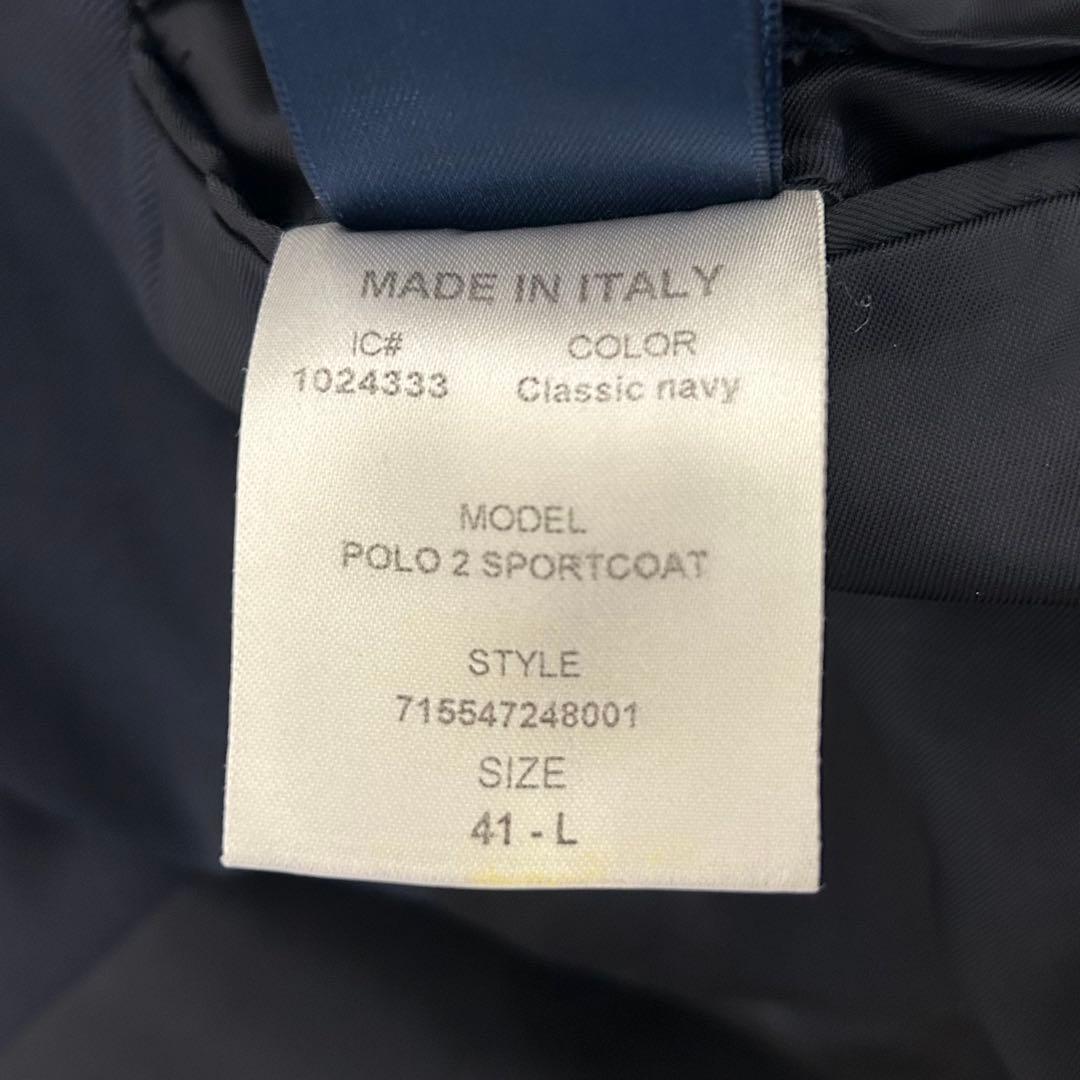 MADE IN ITALY
IC# COLOR
1024333 Classic navy
MODEL
POLO 2 SPORTCOAT
STYLE
715547248001
SIZE
41 - L